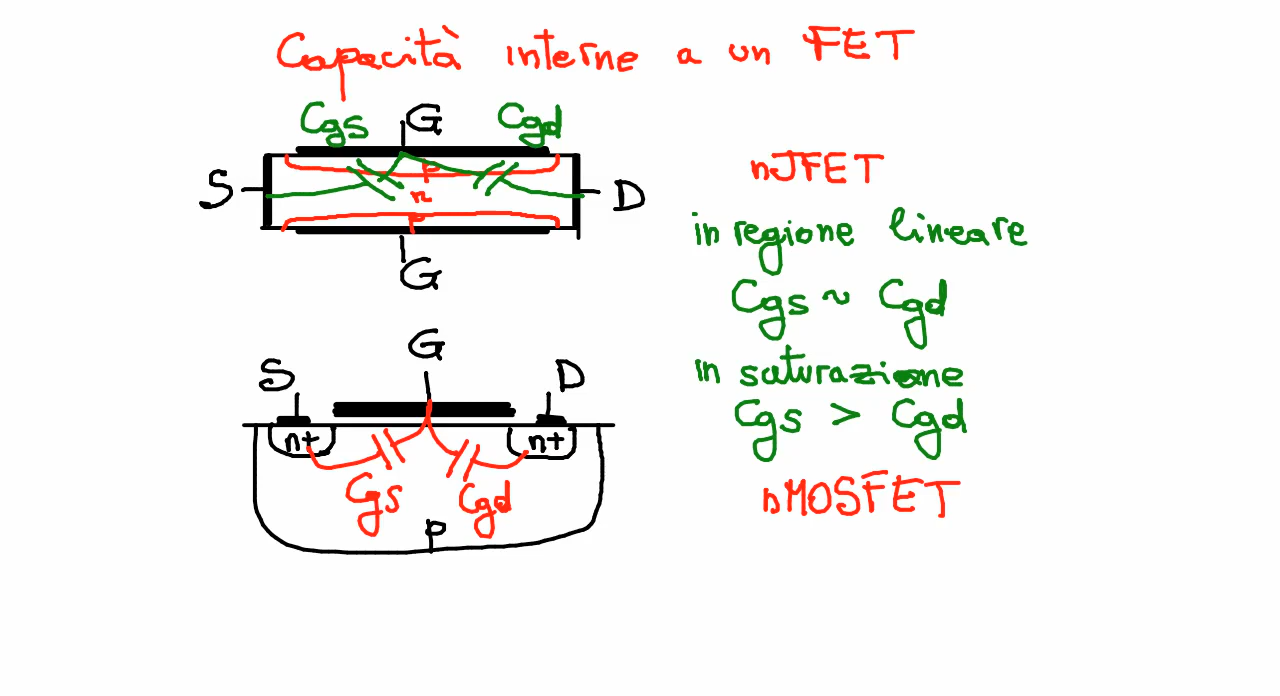 Capacità interne a un FET
Cgs G Cgd
S p n D
p
G
nJFET
in regione lineare
Cgs ~ Cgd
in saturazione
Cgs > Cgd
nMOSFET
G
S D
n+ n+
Cgs Cgd
p